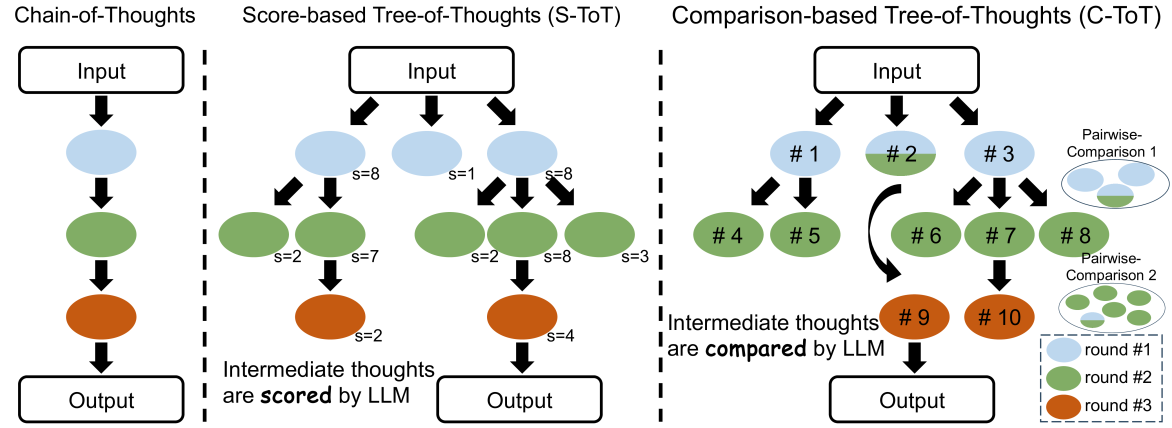 Chain-of-Thoughts
Input
Output
Score-based Tree-of-Thoughts (S-ToT)
Input
s=8
s=1
s=8
s=2
s=7
s=2
s=8
s=3
s=2
s=4
Intermediate thoughts
are scored by LLM
Output
Comparison-based Tree-of-Thoughts (C-ToT)
Input
# 1
# 2
# 3
# 4
# 5
# 6
# 7
# 8
# 9
# 10
Intermediate thoughts
are compared by LLM
Output
Pairwise-
Comparison 1
Pairwise-
Comparison 2
round #1
round #2
round #3